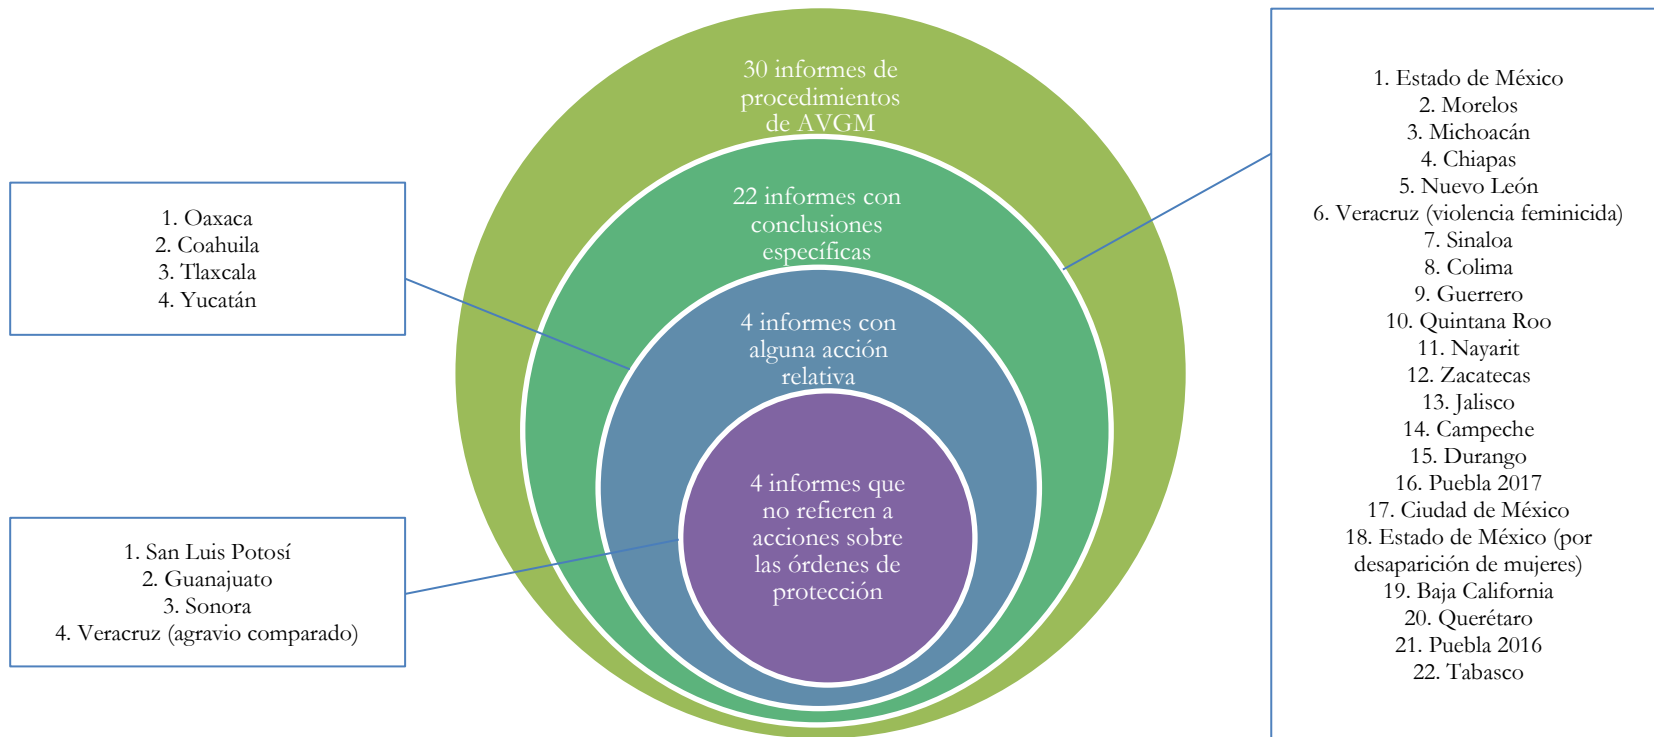 30 informes de
procedimientos
de AVGM
22 informes con
conclusiones
específicas
4 informes con
alguna acción
relativa
4 informes que
no refieren a
acciones sobre
las órdenes de
protección
1. Oaxaca
2. Coahuila
3. Tlaxcala
4. Yucatán
1. San Luis Potosí
2. Guanajuato
3. Sonora
4. Veracruz (agravio comparado)
1. Estado de México
2. Morelos
3. Michoacán
4. Chiapas
5. Nuevo León
6. Veracruz (violencia feminicida)
7. Sinaloa
8. Colima
9. Guerrero
10. Quintana Roo
11. Nayarit
12. Zacatecas
13. Jalisco
14. Campeche
15. Durango
16. Puebla 2017
17. Ciudad de México
18. Estado de México (por
desaparición de mujeres)
19. Baja California
20. Querétaro
21. Puebla 2016
22. Tabasco